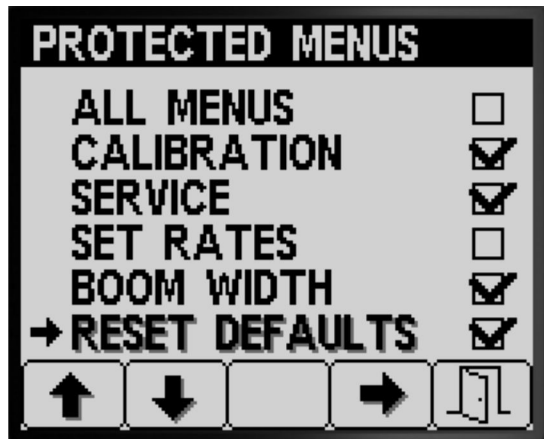 PROTECTED MENUS
ALL MENUS
CALIBRATION
SERVICE
SET RATES
BOOM WIDTH
RESET DEFAULTS